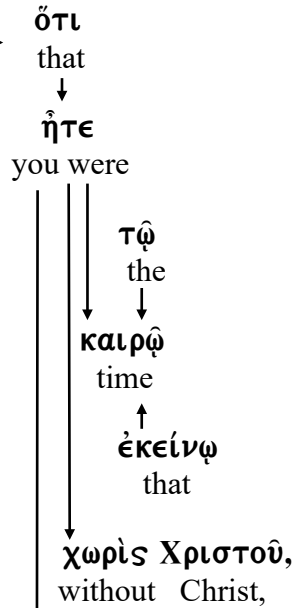 ὅτι
that
ἦτε
you were
τῷ
the
καιρῷ
time
ἐκείνῳ
that
χωρὶς Χριστοῦ,
without Christ,